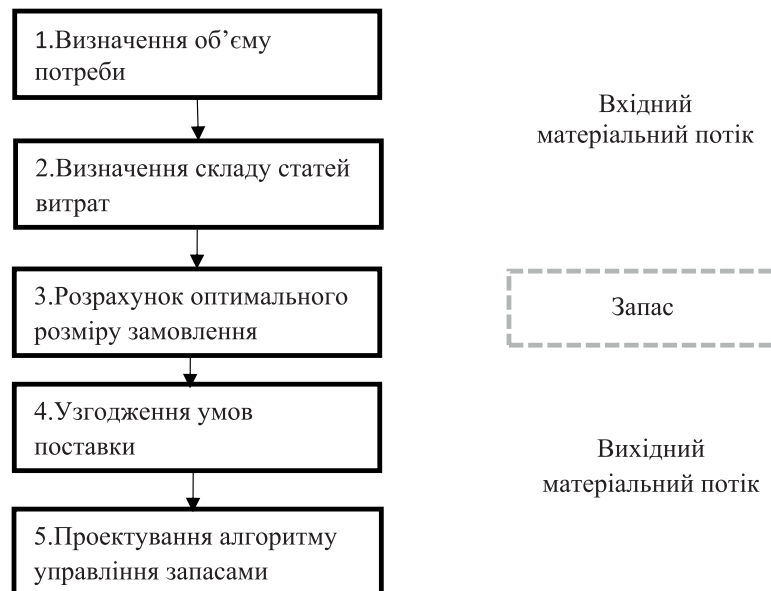 1.Визначення об’єму
потреби
2.Визначення складу статей
витрат
3.Розрахунок оптимального
розміру замовлення
4.Узгодження умов
поставки
5.Проектування алгоритму
управління запасами
Вхідний
матеріальний потік
Запас
Вихідний
матеріальний потік